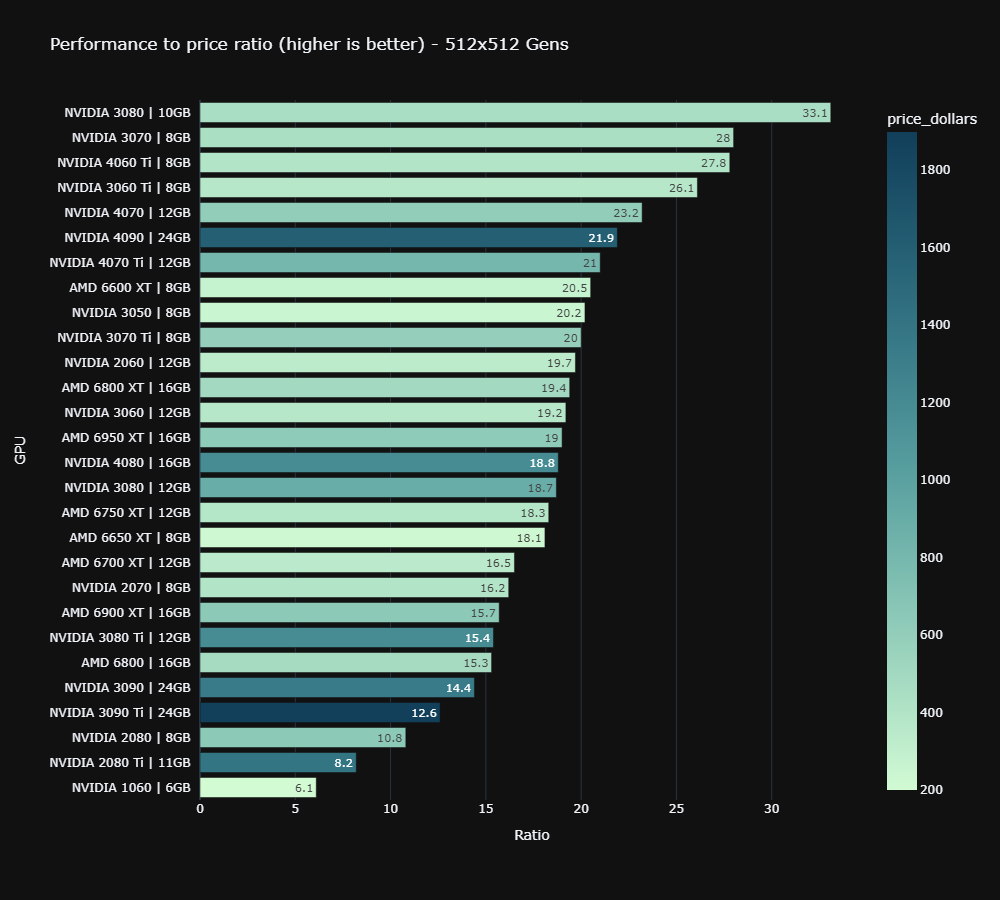 Performance to price ratio (higher is better) - 512x512 Gens
price_dollars
NVIDIA 3080 | 10GB 33.1
NVIDIA 3070 | 8GB 28
NVIDIA 4060 Ti | 8GB 27.8
NVIDIA 3060 Ti | 8GB 26.1
NVIDIA 4070 | 12GB 23.2
NVIDIA 4090 | 24GB 21.9
NVIDIA 4070 Ti | 12GB 21
AMD 6600 XT | 8GB 20.5
NVIDIA 3050 | 8GB 20.2
NVIDIA 3070 Ti | 8GB 20
NVIDIA 2060 | 12GB 19.7
AMD 6800 XT | 16GB 19.4
NVIDIA 3060 | 12GB 19.2
AMD 6950 XT | 16GB 19
NVIDIA 4080 | 16GB 18.8
NVIDIA 3080 | 12GB 18.7
AMD 6750 XT | 12GB 18.3
AMD 6650 XT | 8GB 18.1
AMD 6700 XT | 12GB 16.5
NVIDIA 2070 | 8GB 16.2
AMD 6900 XT | 16GB 15.7
NVIDIA 3080 Ti | 12GB 15.4
AMD 6800 | 16GB 15.3
NVIDIA 3090 | 24GB 14.4
NVIDIA 3090 Ti | 24GB 12.6
NVIDIA 2080 | 8GB 10.8
NVIDIA 2080 Ti | 11GB 8.2
NVIDIA 1060 | 6GB 6.1
GPU
0 5 10 15 20 25 30
Ratio
1800
1600
1400
1200
1000
800
600
400
200